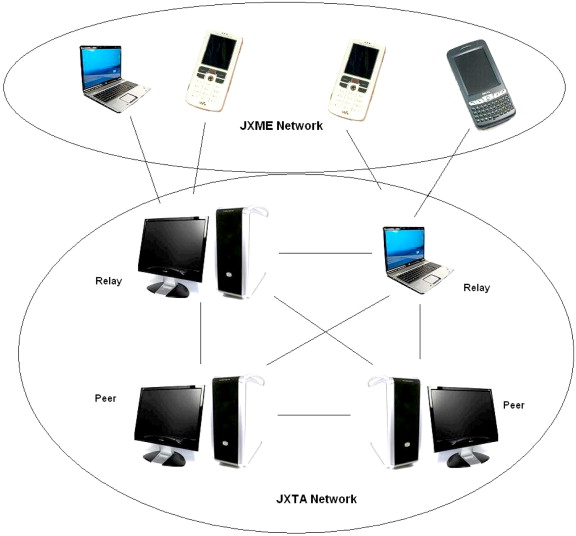 JXME Network
Relay
Relay
Peer
Peer
JXTA Network